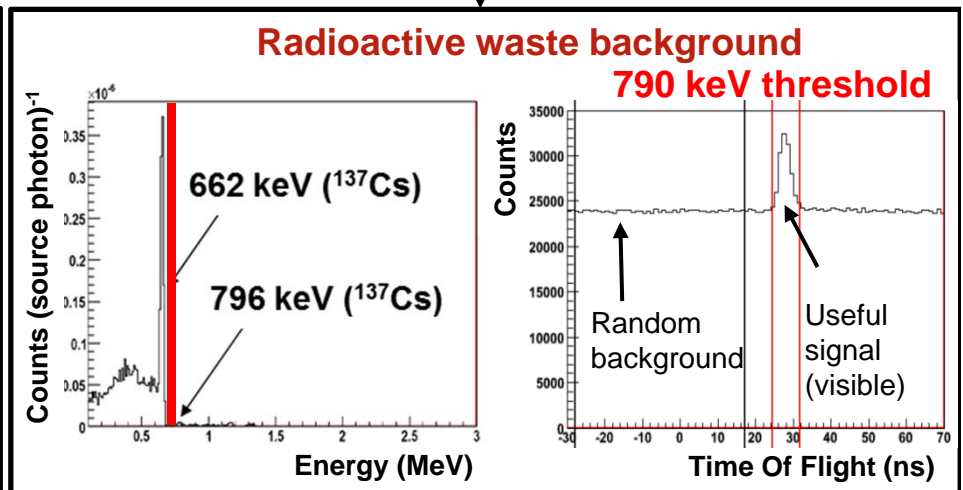 Radioactive waste background
790 keV threshold
×10⁻⁶
Counts (source photon)⁻¹
0.35
0.3
0.25
0.2
0.15
0.1
0.05
0
662 keV (¹³⁷Cs)
796 keV (¹³⁷Cs)
0.5
1
1.5
2
2.5
3
Energy (MeV)
Counts
35000
30000
25000
20000
15000
10000
5000
0
Random
background
Useful
signal
(visible)
-30
-20
-10
0
10
20
30
40
50
60
70
Time Of Flight (ns)